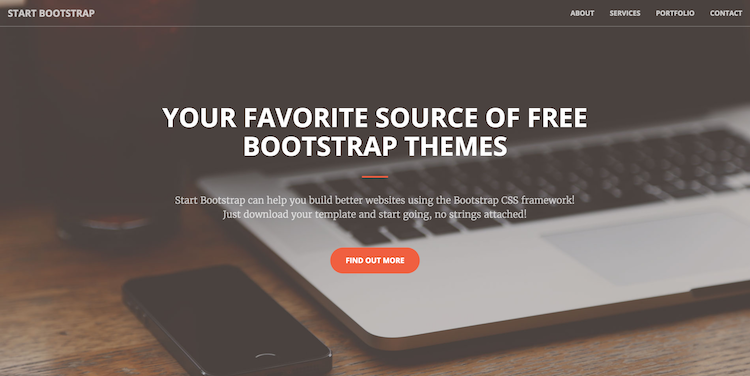 START BOOTSTRAP
ABOUT SERVICES PORTFOLIO CONTACT
YOUR FAVORITE SOURCE OF FREE
BOOTSTRAP THEMES
Start Bootstrap can help you build better websites using the Bootstrap CSS framework!
Just download your template and start going, no strings attached!
FIND OUT MORE